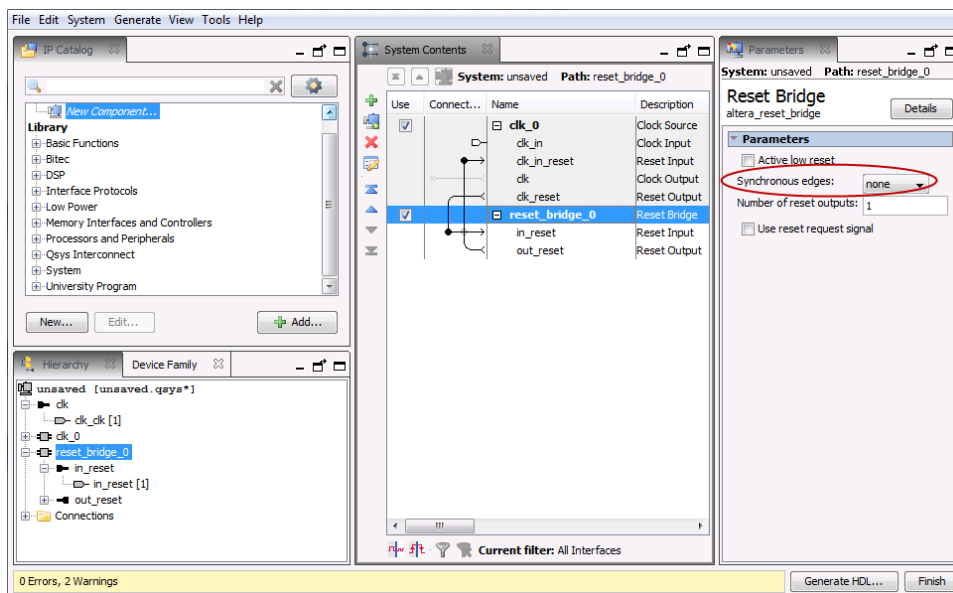 File Edit System Generate View Tools Help
IP Catalog
New Component...
Library
Basic Functions
Bitec
DSP
Interface Protocols
Low Power
Memory Interfaces and Controllers
Processors and Peripherals
Qsys Interconnect
System
University Program
New... Edit... Add...
Hierarchy Device Family
unsaved [unsaved.qsys*]
clk
clk_clk [1]
clk_0
reset_bridge_0
in_reset
in_reset [1]
out_reset
Connections
System Contents
System: unsaved Path: reset_bridge_0
Use Connect... Name Description
clk_0 Clock Source
clk_in Clock Input
clk_in_reset Reset Input
clk Clock Output
clk_reset Reset Output
reset_bridge_0 Reset Bridge
in_reset Reset Input
out_reset Reset Output
Current filter: All Interfaces
Parameters
System: unsaved Path: reset_bridge_0
Reset Bridge
altera_reset_bridge Details
Parameters
Active low reset
Synchronous edges: none
Number of reset outputs: 1
Use reset request signal
0 Errors, 2 Warnings Generate HDL... Finish